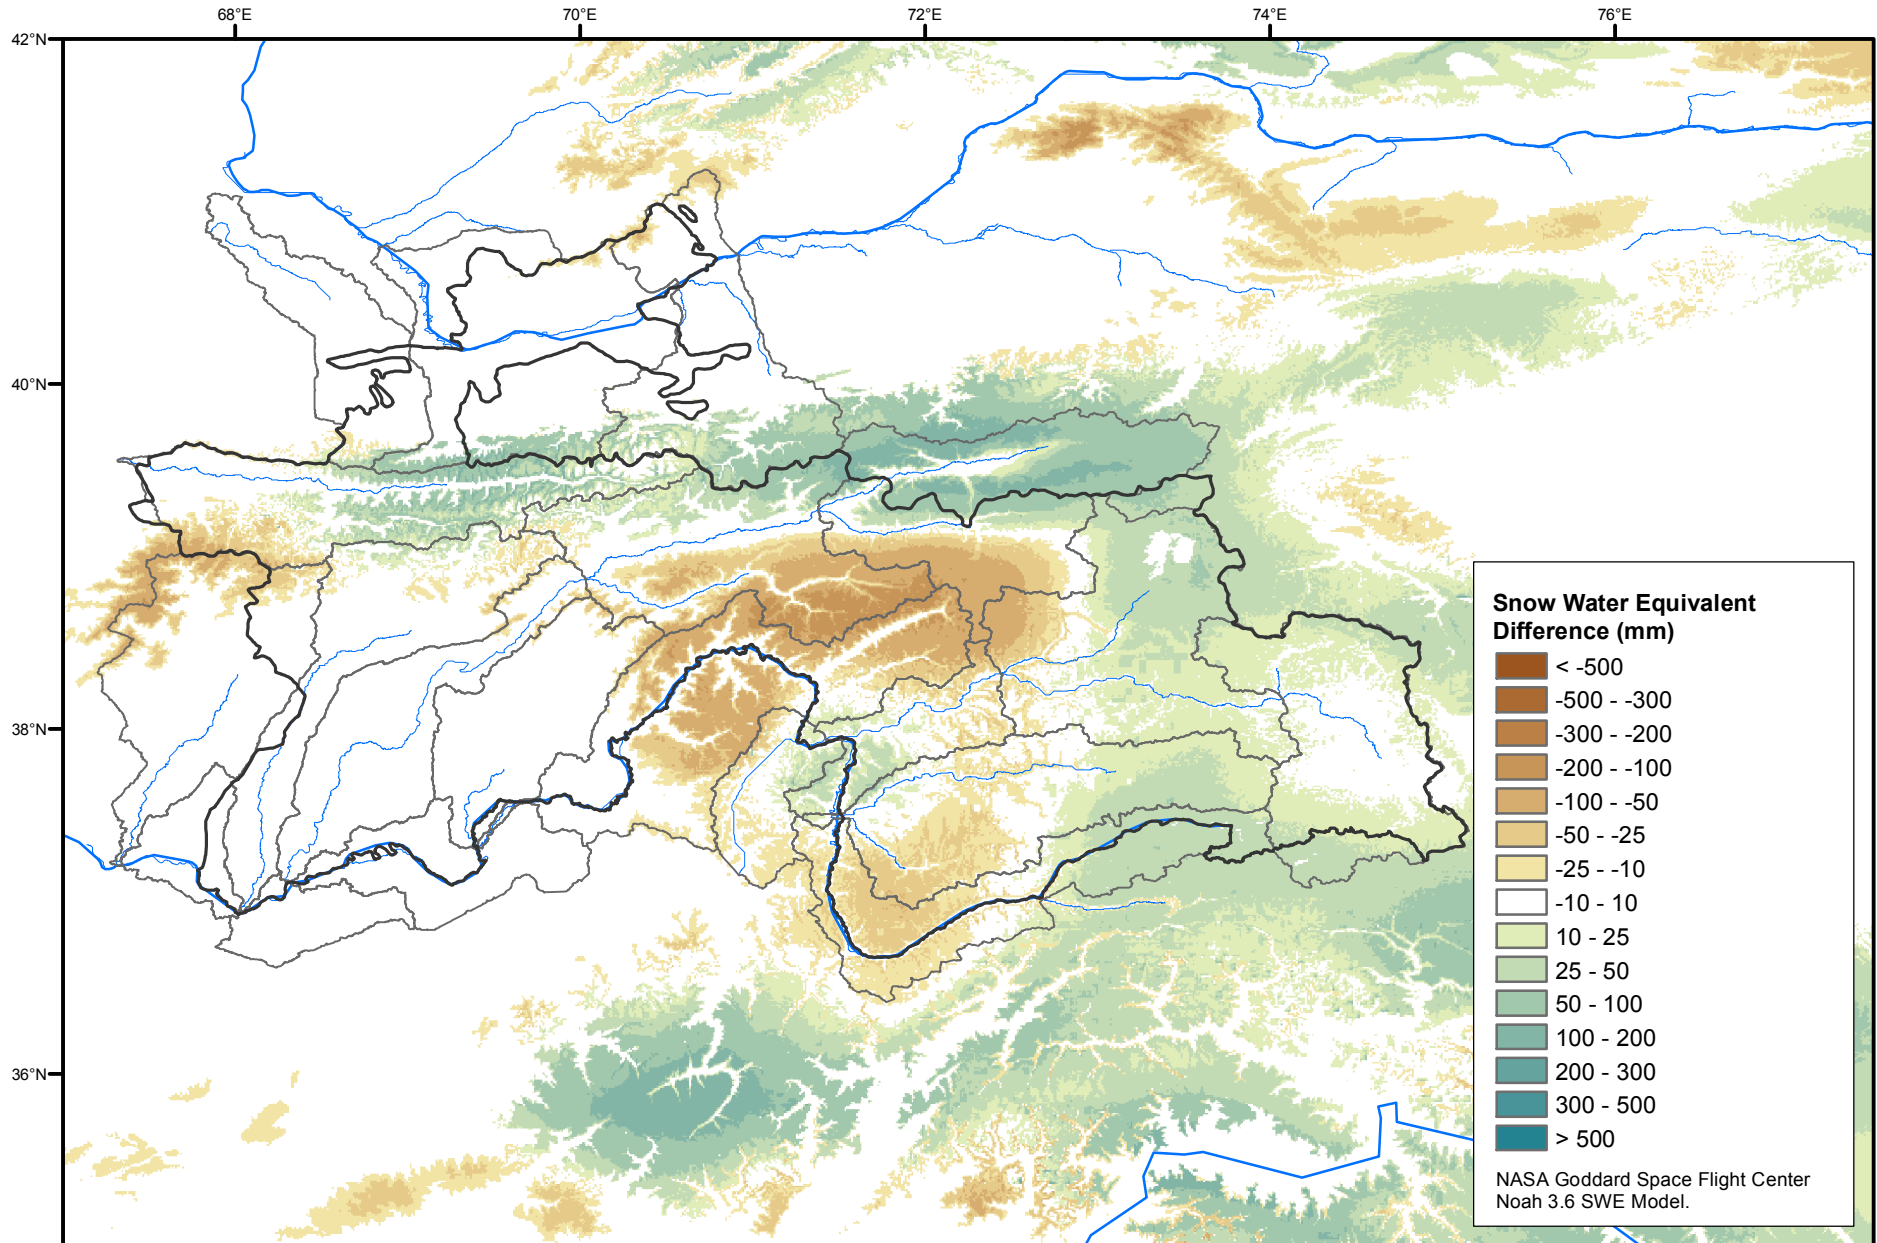 68°E 70°E 72°E 74°E 76°E
42°N
40°N
38°N
36°N
Snow Water Equivalent
Difference (mm)
< -500
-500 - -300
-300 - -200
-200 - -100
-100 - -50
-50 - -25
-25 - -10
-10 - 10
10 - 25
25 - 50
50 - 100
100 - 200
200 - 300
300 - 500
> 500
NASA Goddard Space Flight Center
Noah 3.6 SWE Model.